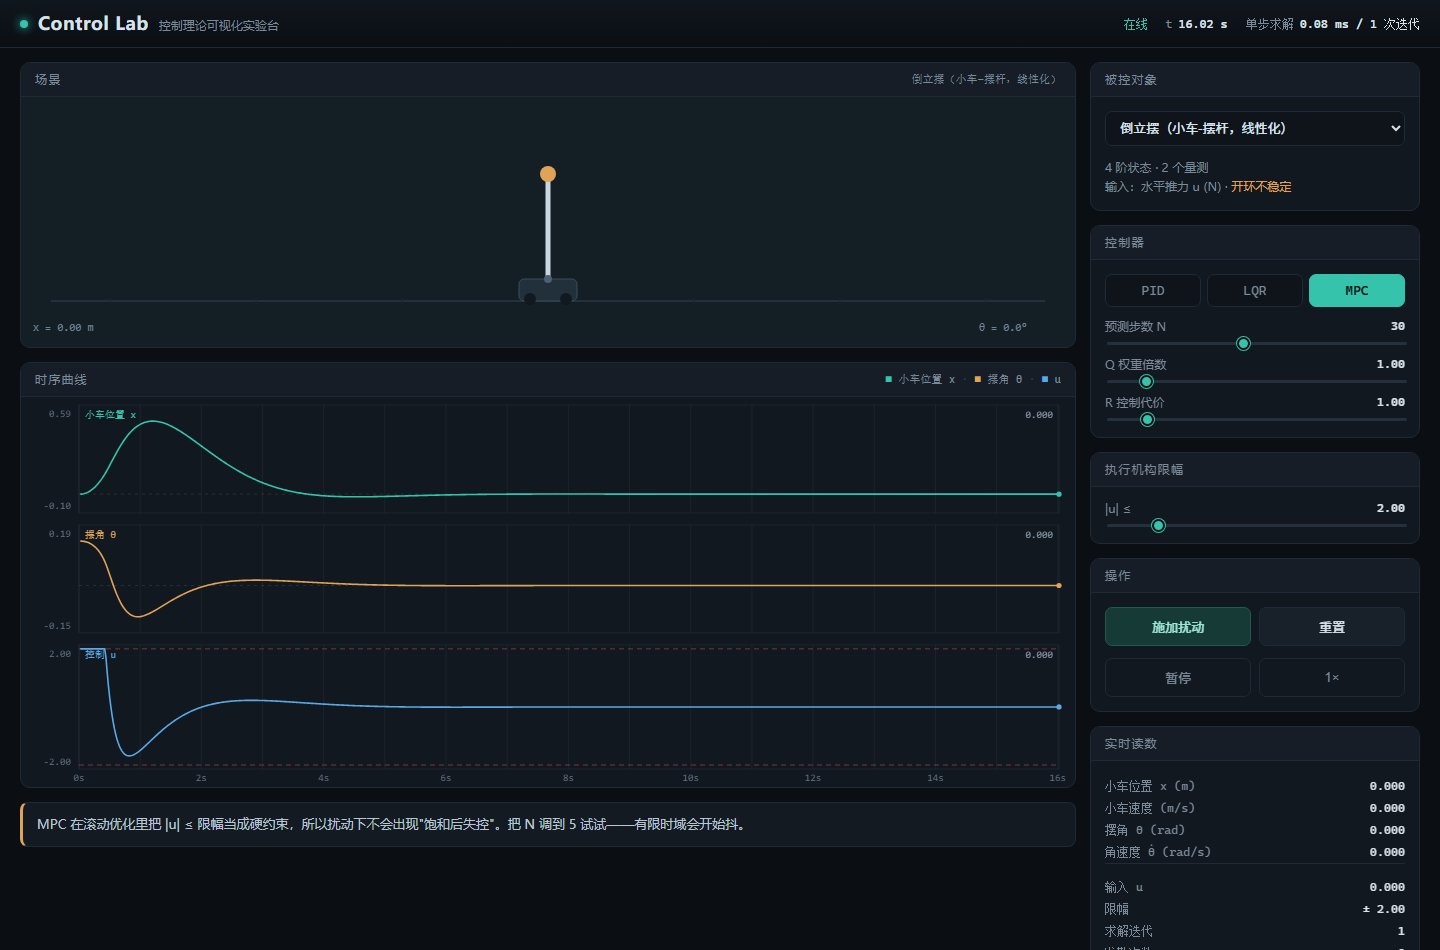 Control Lab 控制理论可视化实验台
在线 t 16.02 s 单步求解 0.08 ms / 1 次迭代
场景 倒立摆（小车-摆杆，线性化）
x = 0.00 m θ = 0.0°
时序曲线 小车位置 x · 摆角 θ · u
0.59 小车位置 x 0.000
-0.10
0.19 摆角 θ 0.000
-0.15
2.00 控制 u 0.000
-2.00
0s 2s 4s 6s 8s 10s 12s 14s 16s
MPC 在滚动优化里把 |u| ≤ 限幅当成硬约束，所以扰动下不会出现"饱和后失控"。把 N 调到 5 试试——有限时域会开始抖。
被控对象
倒立摆（小车-摆杆，线性化）
4 阶状态 · 2 个量测
输入：水平推力 u (N) · 开环不稳定
控制器
PID LQR MPC
预测步数 N 30
Q 权重倍数 1.00
R 控制代价 1.00
执行机构限幅
|u| ≤ 2.00
操作
施加扰动 重置
暂停 1×
实时读数
小车位置 x (m) 0.000
小车速度 (m/s) 0.000
摆角 θ (rad) 0.000
角速度 θ̇ (rad/s) 0.000
输入 u 0.000
限幅 ± 2.00
求解迭代 1